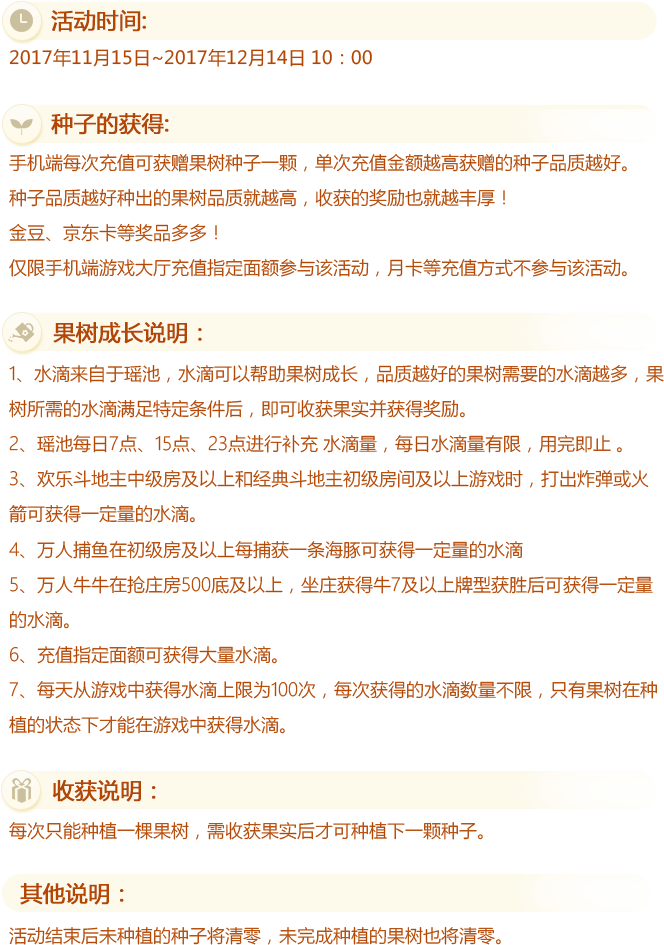 活动时间:
2017年11月15日~2017年12月14日 10：00
种子的获得:
手机端每次充值可获赠果树种子一颗，单次充值金额越高获赠的种子品质越好。
种子品质越好种出的果树品质就越高，收获的奖励也就越丰厚！
金豆、京东卡等奖品多多！
仅限手机端游戏大厅充值指定面额参与该活动，月卡等充值方式不参与该活动。
果树成长说明：
1、水滴来自于瑶池，水滴可以帮助果树成长，品质越好的果树需要的水滴越多，果
树所需的水滴满足特定条件后，即可收获果实并获得奖励。
2、瑶池每日7点、15点、23点进行补充 水滴量，每日水滴量有限，用完即止 。
3、欢乐斗地主中级房及以上和经典斗地主初级房间及以上游戏时，打出炸弹或火
箭可获得一定量的水滴。
4、万人捕鱼在初级房及以上每捕获一条海豚可获得一定量的水滴
5、万人牛牛在抢庄房500底及以上，坐庄获得牛7及以上牌型获胜后可获得一定量
的水滴。
6、充值指定面额可获得大量水滴。
7、每天从游戏中获得水滴上限为100次，每次获得的水滴数量不限，只有果树在种
植的状态下才能在游戏中获得水滴。
收获说明：
每次只能种植一棵果树，需收获果实后才可种植下一颗种子。
其他说明：
活动结束后未种植的种子将清零，未完成种植的果树也将清零。